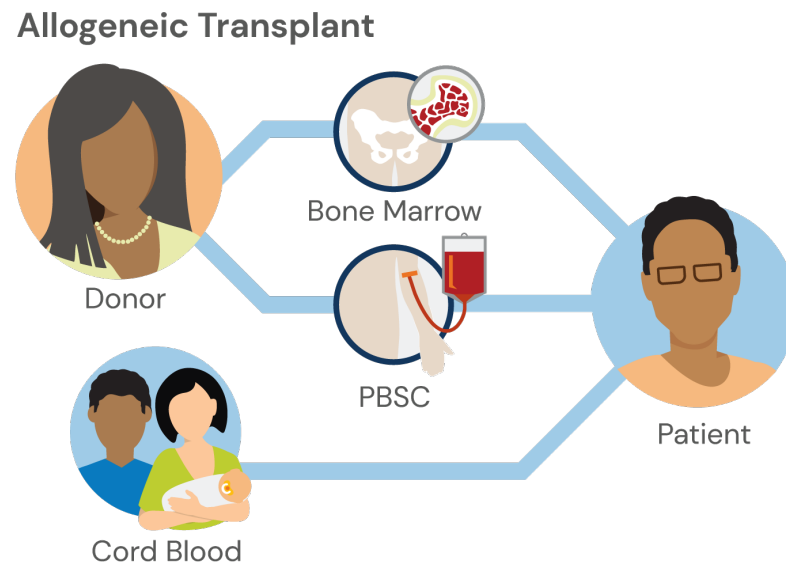 Allogeneic Transplant
Bone Marrow
Donor
PBSC
Patient
Cord Blood